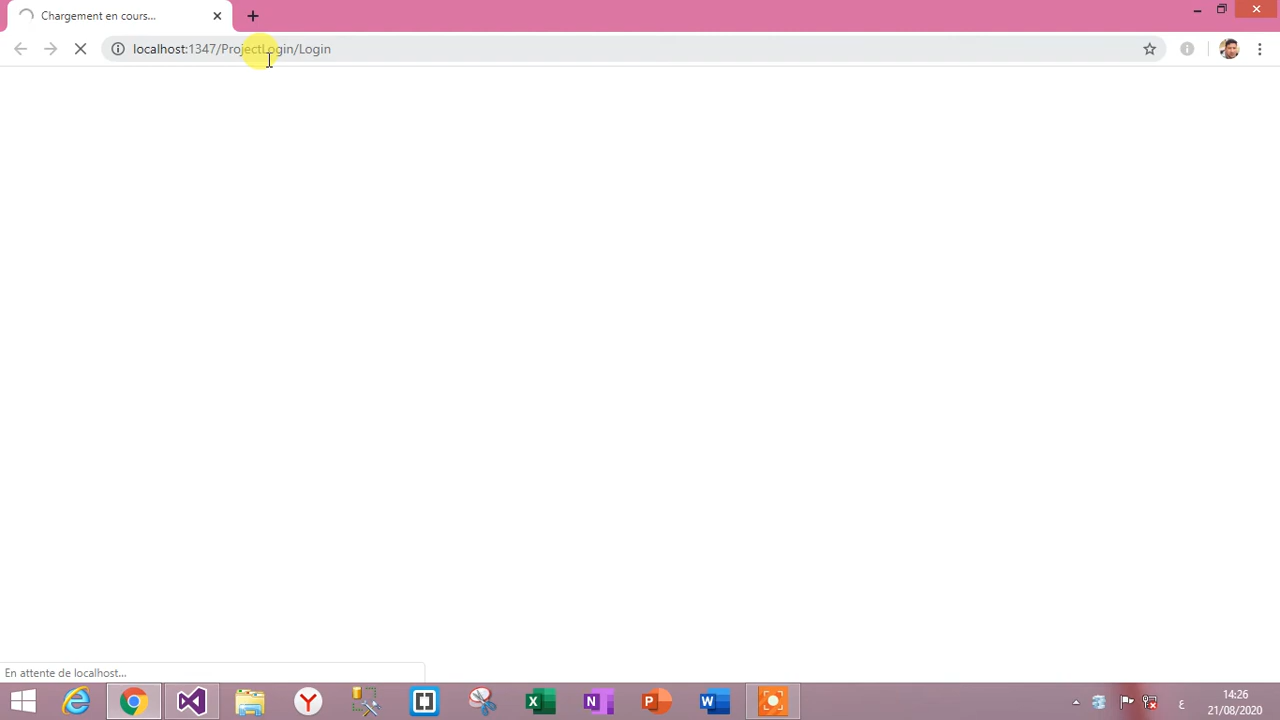 Chargement en cours...
localhost:1347/ProjectLogin/Login
En attente de localhost...
ع
14:26
21/08/2020